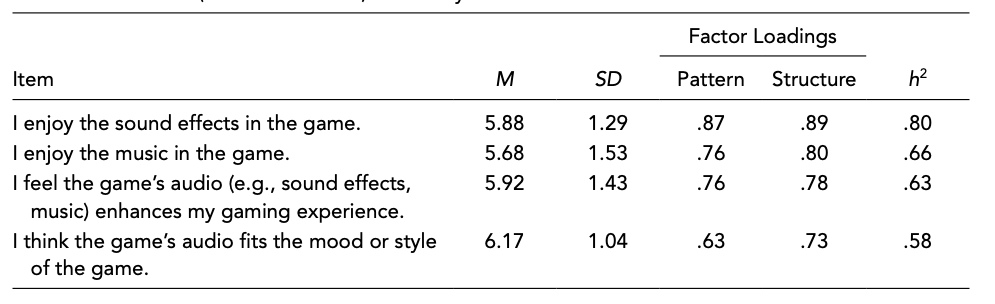 Factor Loadings
Item M SD Pattern Structure h²
I enjoy the sound effects in the game. 5.88 1.29 .87 .89 .80
I enjoy the music in the game. 5.68 1.53 .76 .80 .66
I feel the game’s audio (e.g., sound effects, 5.92 1.43 .76 .78 .63
music) enhances my gaming experience.
I think the game’s audio fits the mood or style 6.17 1.04 .63 .73 .58
of the game.